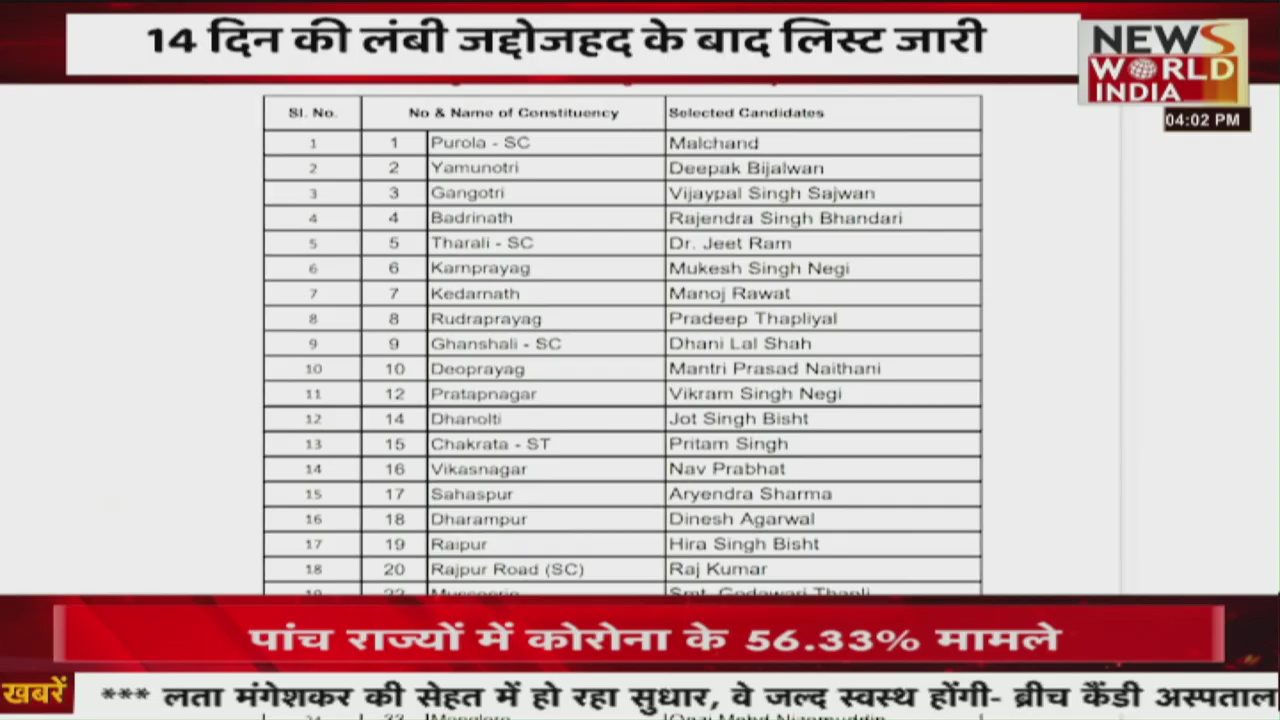 14 दिन की लंबी जद्दोजहद के बाद लिस्ट जारी
NEWS
WORLD
INDIA
04:02 PM
Sl. No. No & Name of Constituency Selected Candidates
1 1 Purola - SC Malchand
2 2 Yamunotri Deepak Bijalwan
3 3 Gangotri Vijaypal Singh Sajwan
4 4 Badrinath Rajendra Singh Bhandari
5 5 Tharali - SC Dr. Jeet Ram
6 6 Karnprayag Mukesh Singh Negi
7 7 Kedarnath Manoj Rawat
8 8 Rudraprayag Pradeep Thapliyal
9 9 Ghanshali - SC Dhani Lal Shah
10 10 Deoprayag Mantri Prasad Naithani
11 12 Pratapnagar Vikram Singh Negi
12 14 Dhanolti Jot Singh Bisht
13 15 Chakrata - ST Pritam Singh
14 16 Vikasnagar Nav Prabhat
15 17 Sahaspur Aryendra Sharma
16 18 Dharampur Dinesh Agarwal
17 19 Raipur Hira Singh Bisht
18 20 Rajpur Road (SC) Raj Kumar
पांच राज्यों में कोरोना के 56.33% मामले
खबरें *** लता मंगेशकर की सेहत में हो रहा सुधार, वे जल्द स्वस्थ होंगी- ब्रीच कैंडी अस्पताल